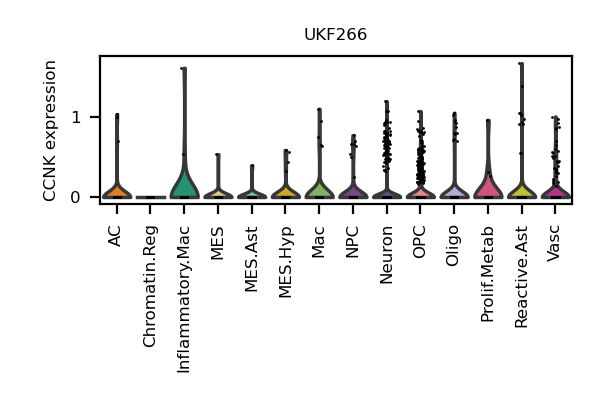 UKF266
CCNK expression
1
0
AC
Chromatin.Reg
Inflammatory.Mac
MES
MES.Ast
MES.Hyp
Mac
NPC
Neuron
OPC
Oligo
Prolif.Metab
Reactive.Ast
Vasc